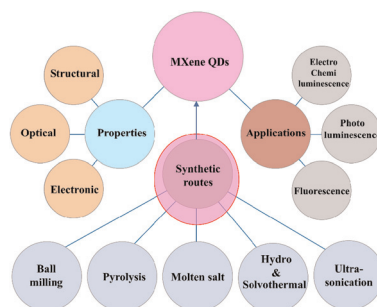 MXene QDs
Structural
Optical
Electronic
Properties
Applications
Electro
Chemi
luminescence
Photo
luminescence
Fluorescence
Synthetic
routes
Ball
milling
Pyrolysis
Molten salt
Hydro
&
Solvothermal
Ultra-
sonication